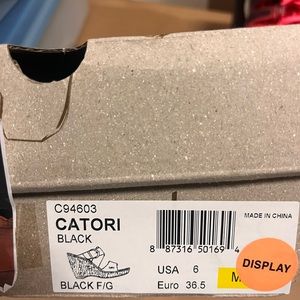 C94603
CATORI
BLACK
MADE IN CHINA
8 87316 50169 4
USA 6
Euro 36.5
M
DISPLAY
BLACK F/G